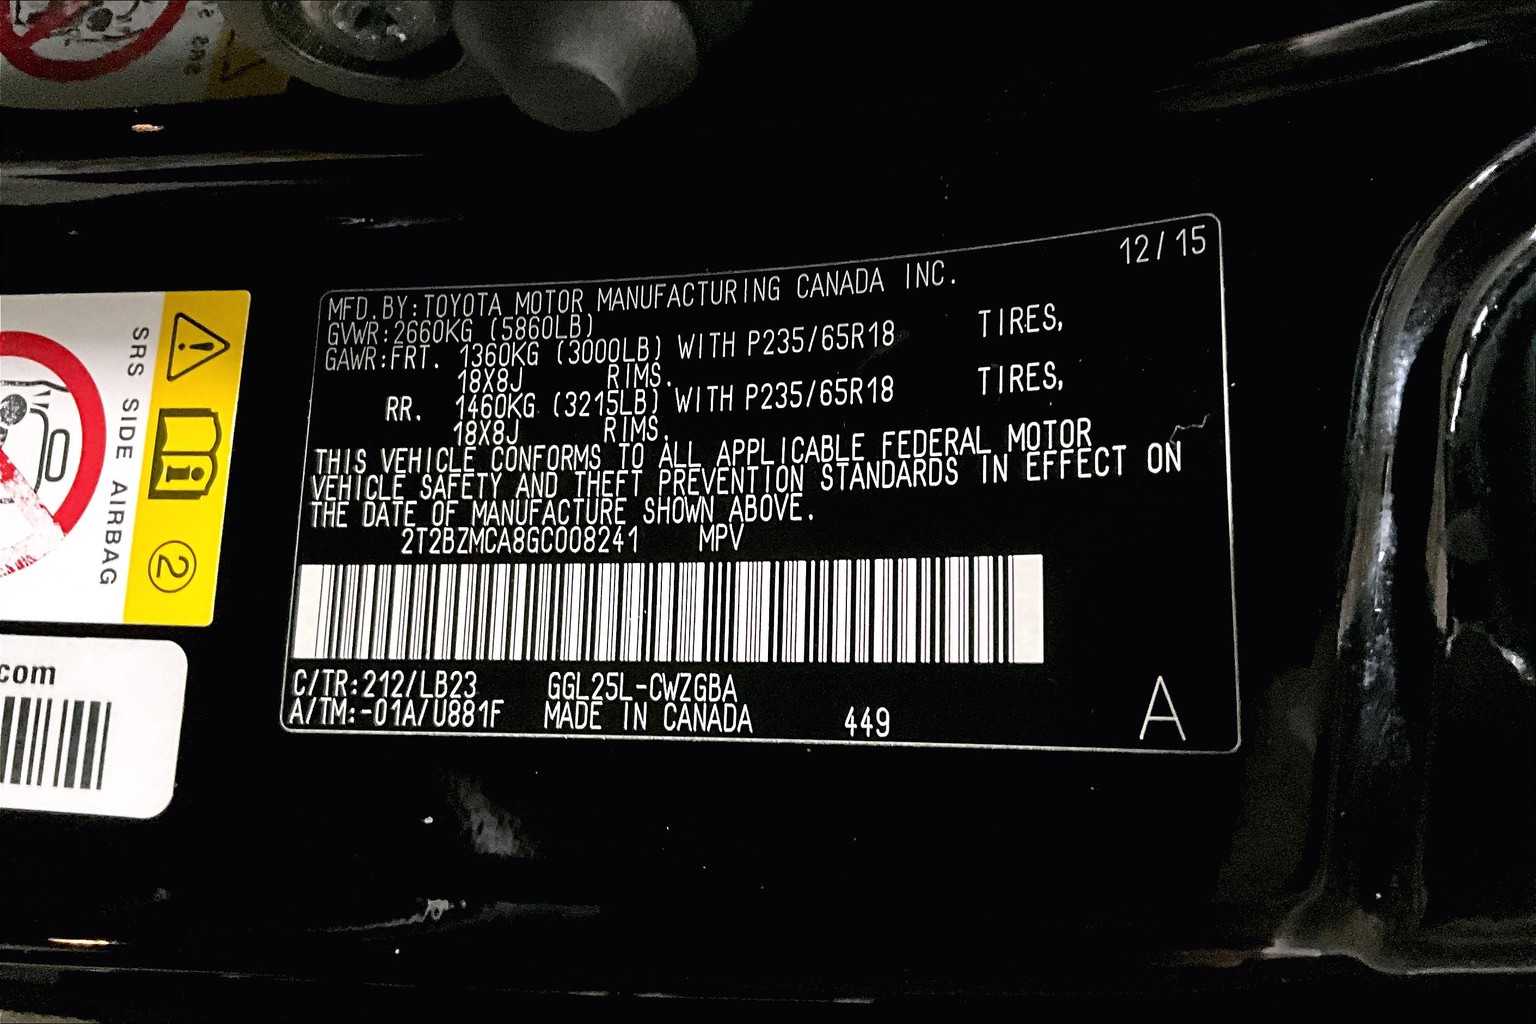 12/15
MFD.BY:TOYOTA MOTOR MANUFACTURING CANADA INC.
GVWR:2660KG (5860LB)
GAWR:FRT. 1360KG (3000LB) WITH P235/65R18 TIRES,
18X8J RIMS.
RR. 1460KG (3215LB) WITH P235/65R18 TIRES,
18X8J RIMS.
THIS VEHICLE CONFORMS TO ALL APPLICABLE FEDERAL MOTOR
VEHICLE SAFETY AND THEFT PREVENTION STANDARDS IN EFFECT ON
THE DATE OF MANUFACTURE SHOWN ABOVE.
2T2BZMCA8GC008241 MPV
C/TR:212/LB23 GGL25L-CWZGBA
A/TM:-01A/U881F MADE IN CANADA 449 A
SRS SIDE AIRBAG
2
com